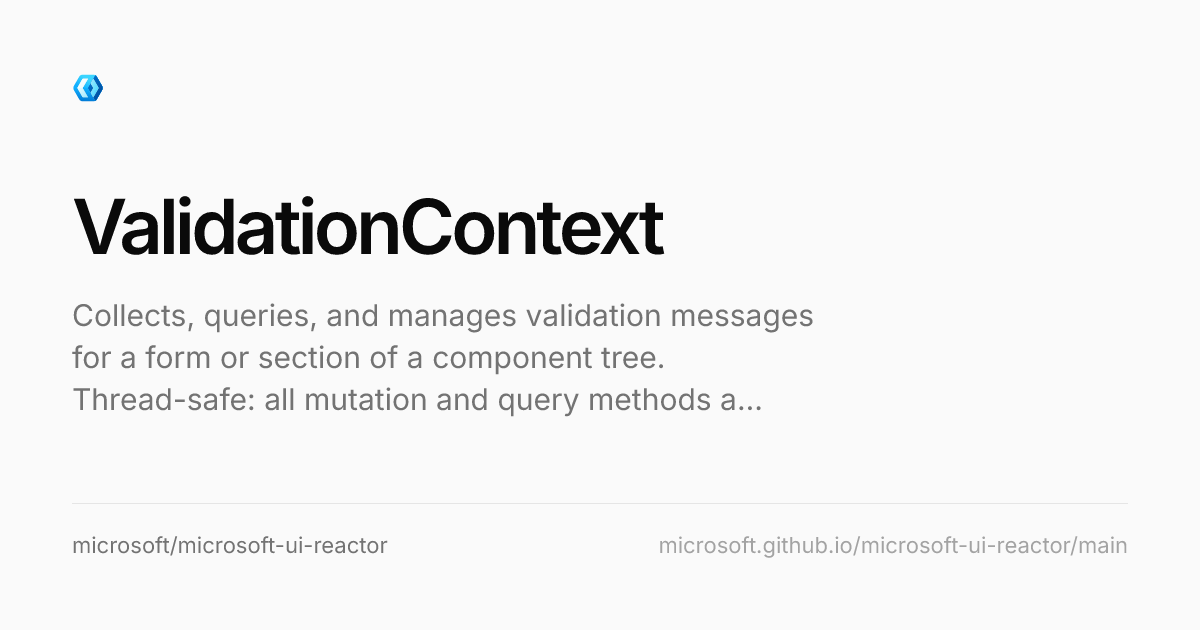 ValidationContext
Collects, queries, and manages validation messages
for a form or section of a component tree.
Thread-safe: all mutation and query methods a...
microsoft/microsoft-ui-reactor
microsoft.github.io/microsoft-ui-reactor/main